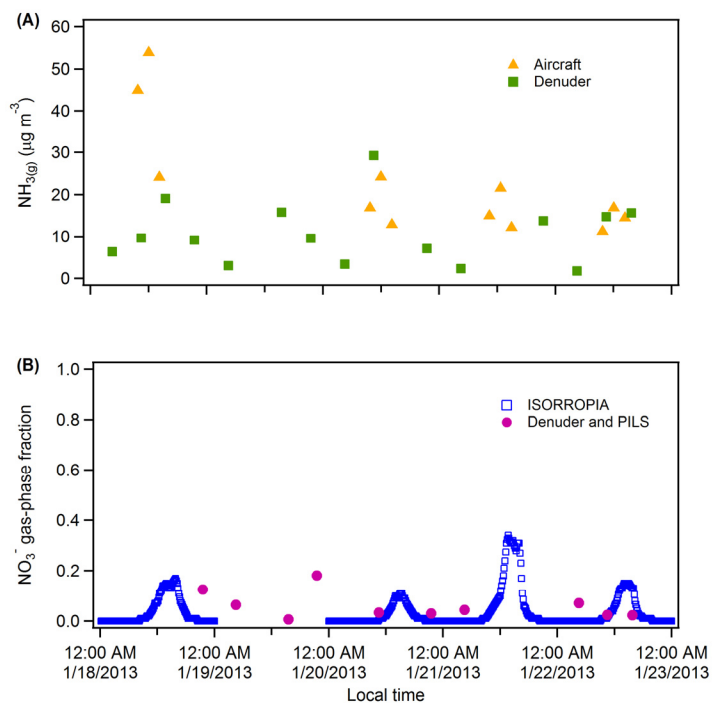 (A)
60
50
40
30
20
10
0
NH3(g) (μg m-3)
Aircraft
Denuder
(B)
1.0
0.8
0.6
0.4
0.2
0.0
NO3- gas-phase fraction
ISORROPIA
Denuder and PILS
12:00 AM 12:00 AM 12:00 AM 12:00 AM 12:00 AM 12:00 AM
1/18/2013 1/19/2013 1/20/2013 1/21/2013 1/22/2013 1/23/2013
Local time